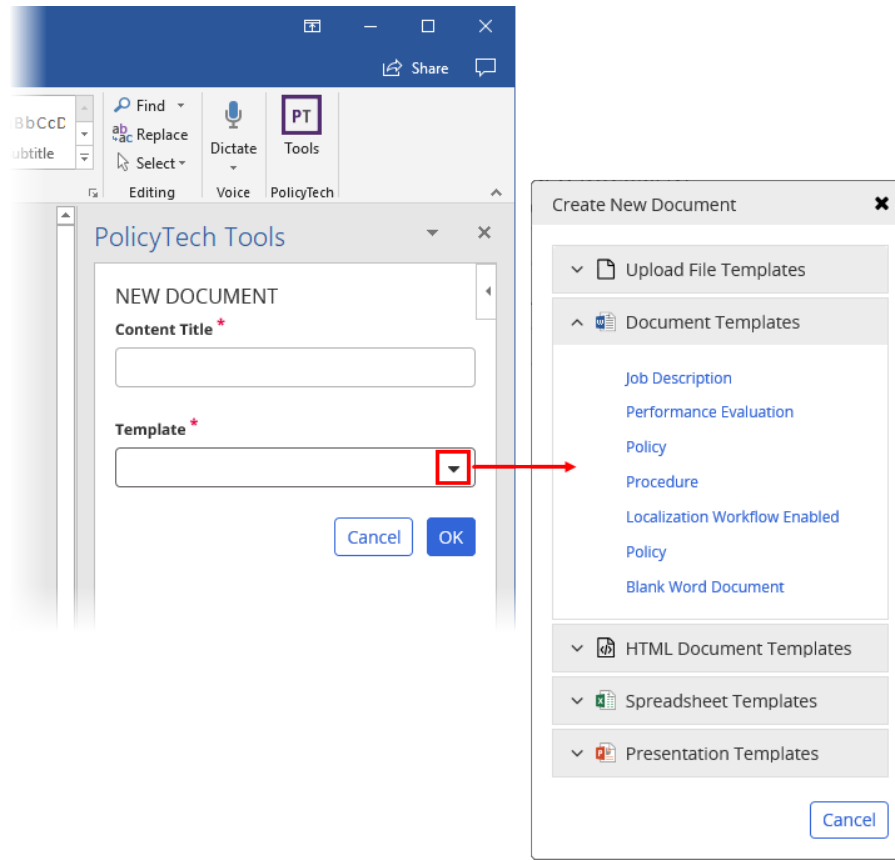 Share
BbCcD
ubtitle
Find
Replace
Select
Dictate
PT
Tools
Editing
Voice
PolicyTech
PolicyTech Tools
NEW DOCUMENT
Content Title *
Template *
Cancel
OK
Create New Document
Upload File Templates
Document Templates
Job Description
Performance Evaluation
Policy
Procedure
Localization Workflow Enabled
Policy
Blank Word Document
HTML Document Templates
Spreadsheet Templates
Presentation Templates
Cancel